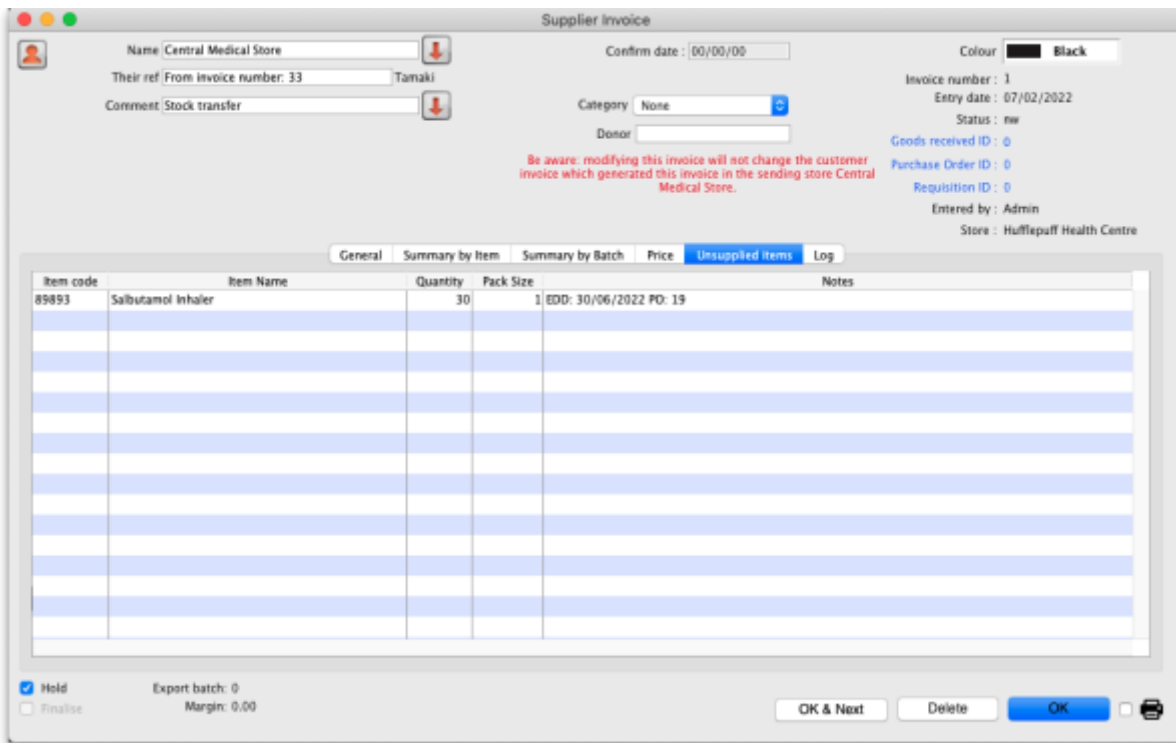 Supplier Invoice
Name Central Medical Store
Confirm date : 00/00/00
Colour Black
Their ref From invoice number: 33 Tamaki
Invoice number : 1
Comment Stock transfer
Category None
Entry date : 07/02/2022
Status : nw
Donor
Goods received ID : 0
Be aware: modifying this invoice will not change the customer
invoice which generated this invoice in the sending store Central
Medical Store.
Purchase Order ID : 0
Requisition ID : 0
Entered by : Admin
Store : Hufflepuff Health Centre
General Summary by Item Summary by Batch Price Unsupplied items Log
Item code Item Name Quantity Pack Size Notes
89893 Salbutamol Inhaler 30 1 EDD: 30/06/2022 PO: 19
Hold Export batch: 0
Finalise Margin: 0.00
OK & Next Delete OK